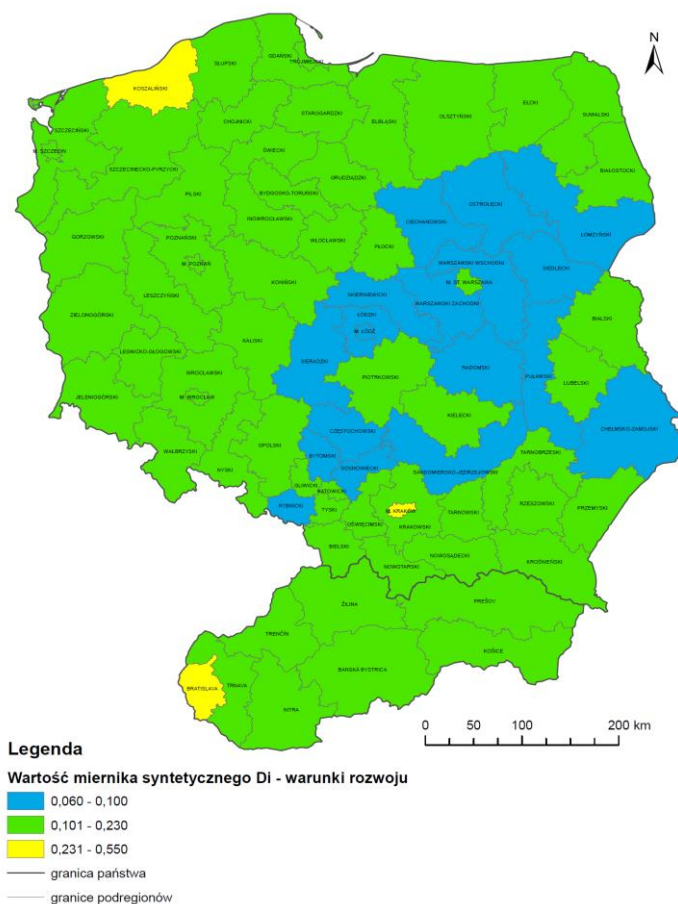 N
SŁUPSKI
GDAŃSKI
TRÓJMIEJSKI
KOSZALIŃSKI
STAROGARDZKI
CHOJNICKI
ELBLĄSKI
OLSZTYŃSKI
EŁCKI
SUWALSKI
SZCZECIŃSKI
M. SZCZECIN
ŚWIECKI
SZCZECINECKO-PYRZYCKI
GRUDZIĄDZKI
BIAŁOSTOCKI
PILSKI
BYDGOSKO-TORUŃSKI
OSTROŁĘCKI
INOWROCŁAWSKI
CIECHANOWSKI
ŁOMŻYŃSKI
GORZOWSKI
POZNAŃSKI
WŁOCŁAWSKI
PŁOCKI
M. POZNAŃ
WARSZAWSKI WSCHODNI
SIEDLECKI
KONIŃSKI
M. ST. WARSZAWA
LESZCZYŃSKI
SKIERNIEWICKI
WARSZAWSKI ZACHODNI
ZIELONOGÓRSKI
ŁÓDZKI
BIALSKI
M. ŁÓDŹ
KALISKI
LEGNICKO-GŁOGOWSKI
SIERADZKI
RADOMSKI
WROCŁAWSKI
PIOTRKOWSKI
PUŁAWSKI
LUBELSKI
JELENIOGÓRSKI
M. WROCŁAW
KIELECKI
CHEŁMSKO-ZAMOJSKI
CZĘSTOCHOWSKI
OPOLSKI
WAŁBRZYSKI
BYTOMSKI
TARNOBRZESKI
NYSKI
SOSNOWIECKI
SANDOMIERSKO-JĘDRZEJOWSKI
GLIWICKI
KATOWICKI
RYBNICKI
TYSKI
M. KRAKÓW
RZESZOWSKI
PRZEMYSKI
OŚWIĘCIMSKI
KRAKOWSKI
TARNOWSKI
BIELSKI
NOWOSĄDECKI
KROŚNIEŃSKI
NOWOTARSKI
ŽILINA
PREŠOV
TRENČÍN
KOŠICE
BANSKÁ BYSTRICA
BRATISLAVA
TRNAVA
NITRA
0 50 100 200 km
Legenda
Wartość miernika syntetycznego Di - warunki rozwoju
0,060 - 0,100
0,101 - 0,230
0,231 - 0,550
granica państwa
granice podregionów